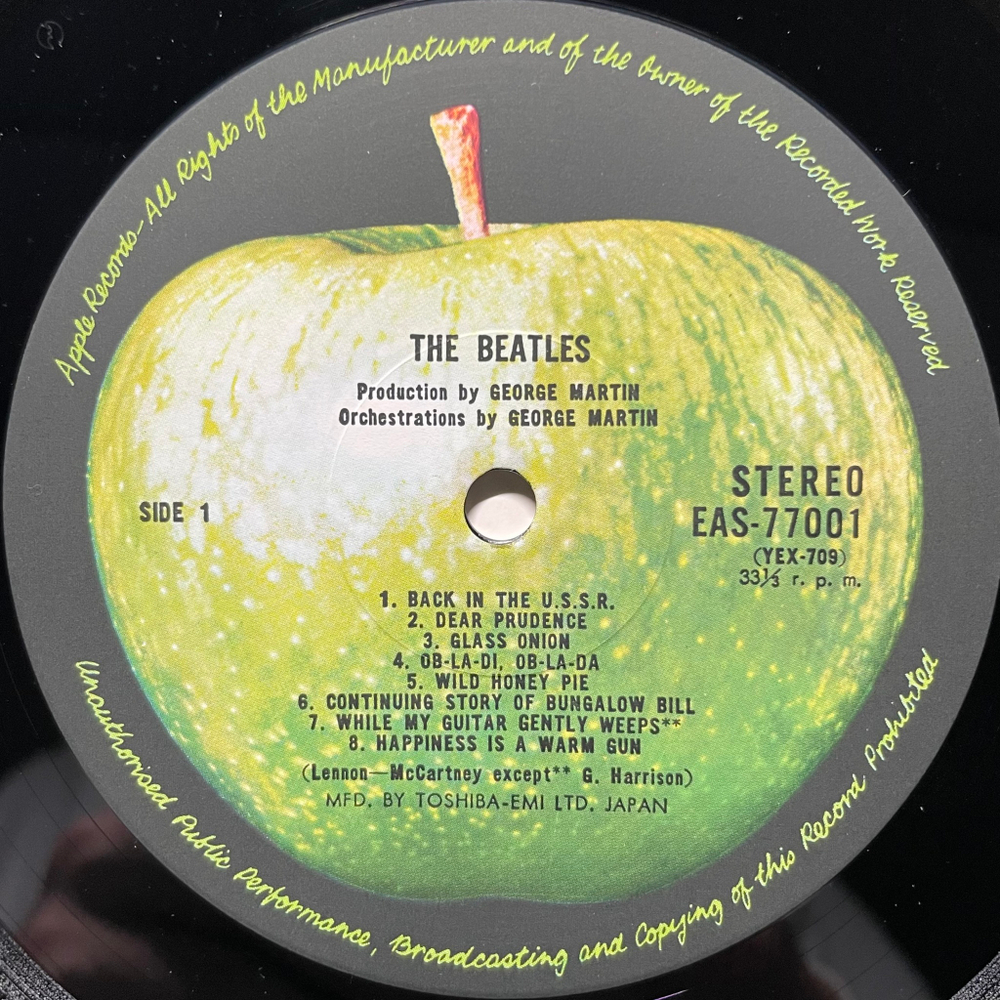 Apple Records—All Rights of the Manufacturer and of the Owner of the Recorded Work Reserved
THE BEATLES
Production by GEORGE MARTIN
Orchestrations by GEORGE MARTIN
SIDE 1
STEREO
EAS-77001
(YEX-709)
33⅓ r. p. m.
1. BACK IN THE U.S.S.R.
2. DEAR PRUDENCE
3. GLASS ONION
4. OB-LA-DI, OB-LA-DA
5. WILD HONEY PIE
6. CONTINUING STORY OF BUNGALOW BILL
7. WHILE MY GUITAR GENTLY WEEPS**
8. HAPPINESS IS A WARM GUN
(Lennon—McCartney except** G. Harrison)
MFD. BY TOSHIBA-EMI LTD. JAPAN
Unauthorised Public Performance, Broadcasting and Copying of this Record Prohibited